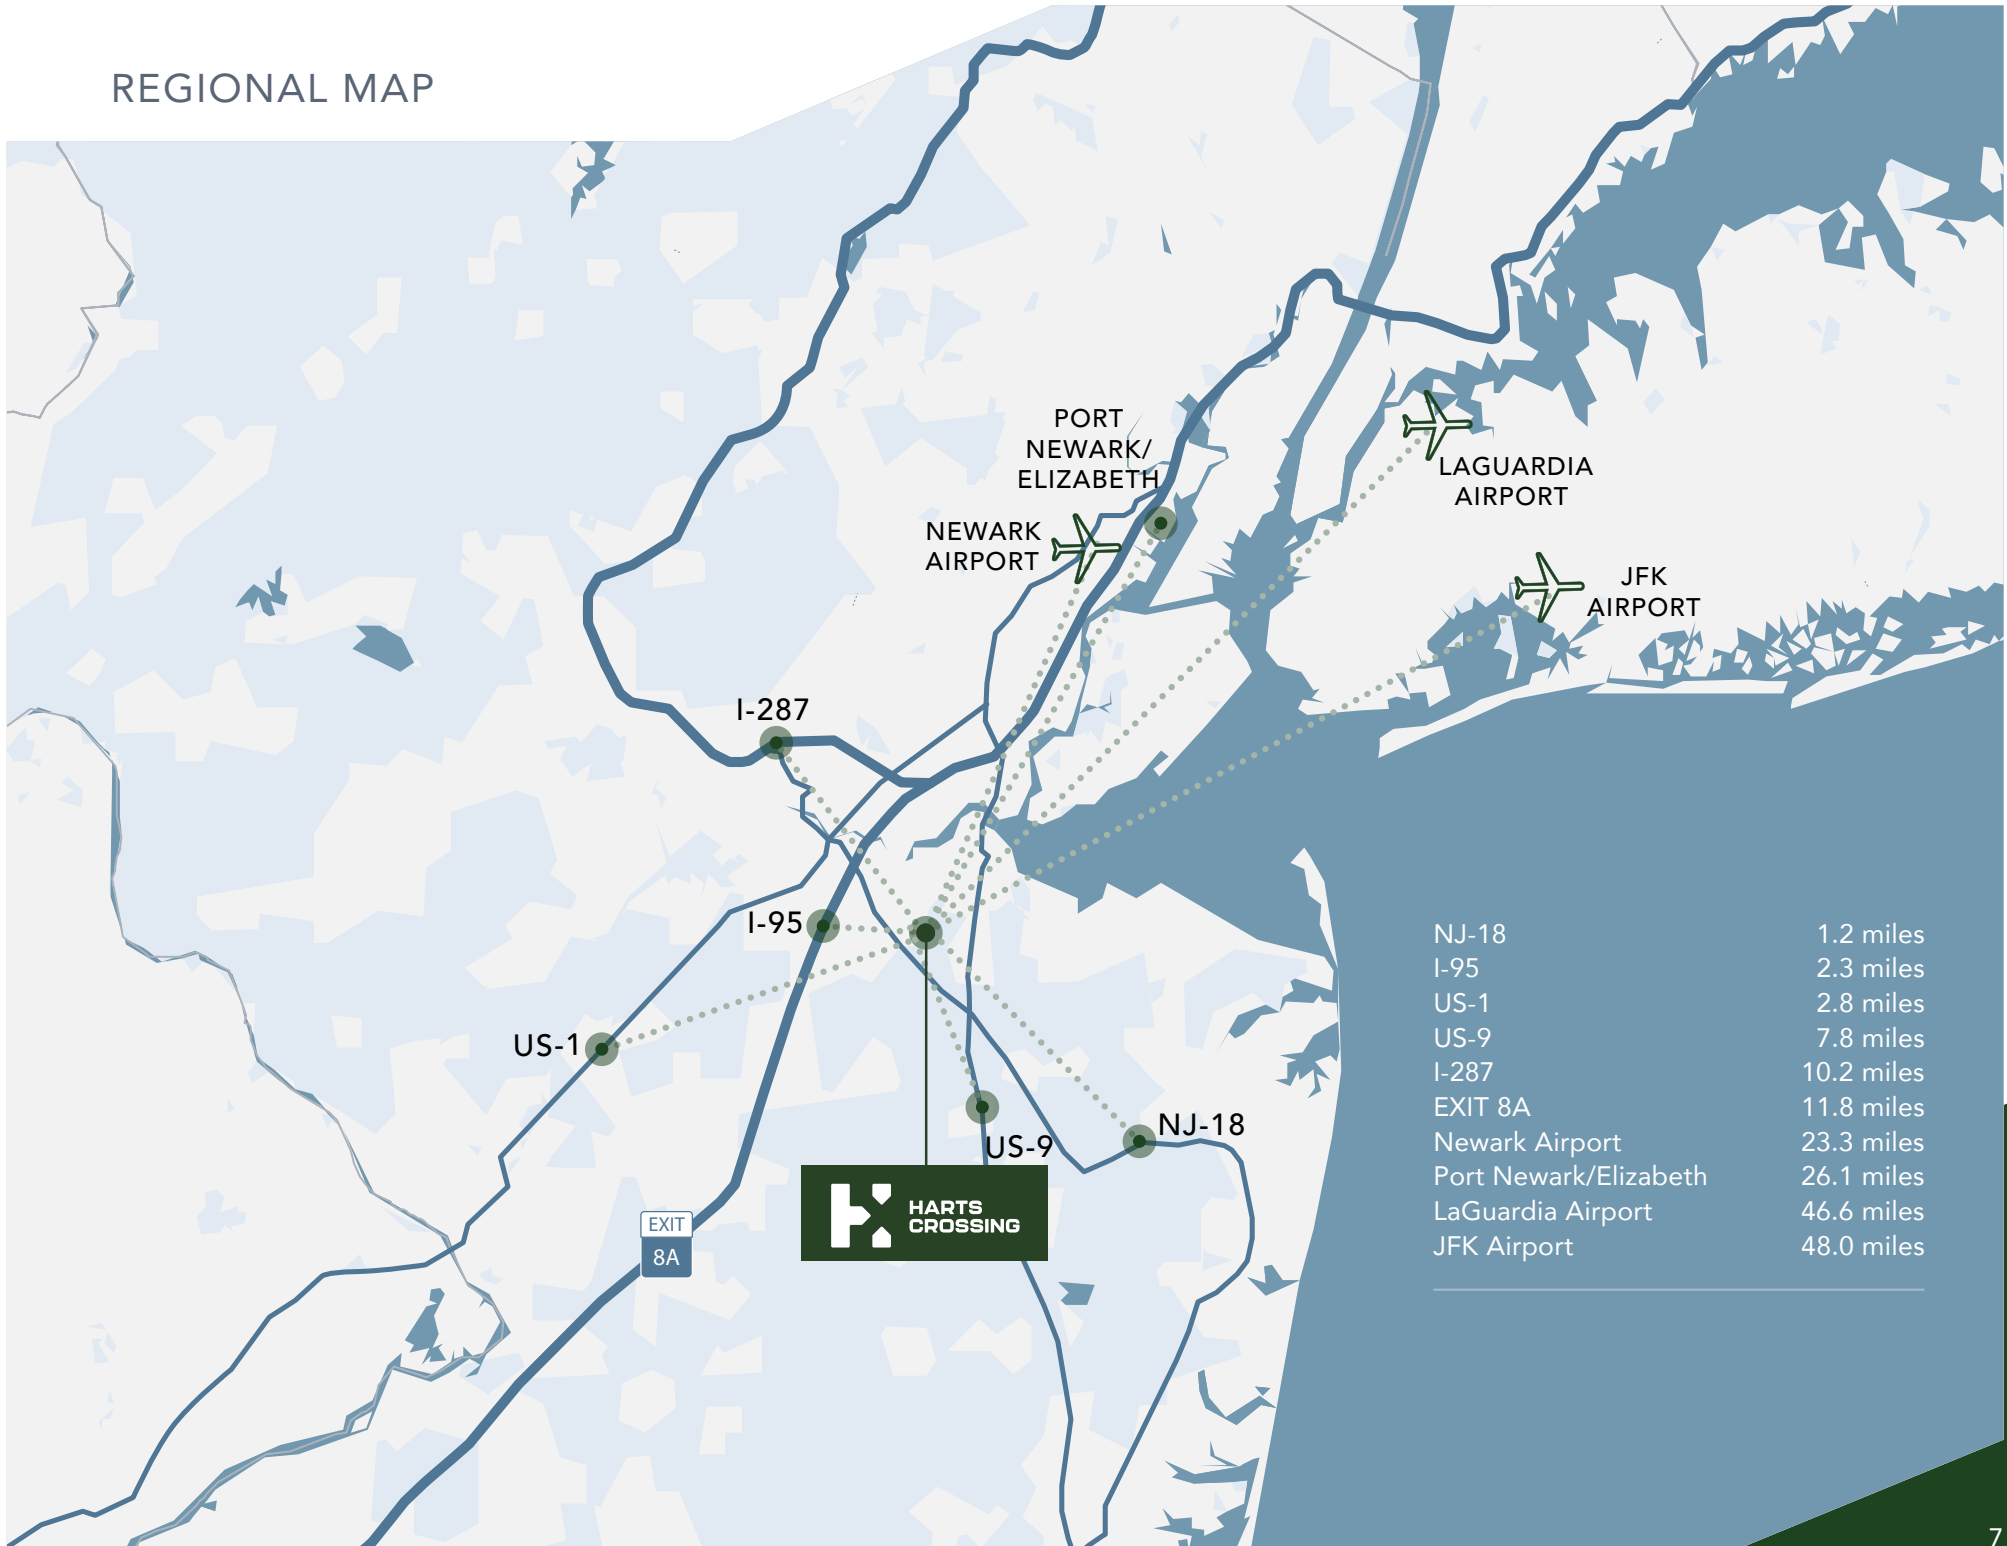 REGIONAL MAP
PORT
NEWARK/
ELIZABETH
LAGUARDIA
AIRPORT
NEWARK
AIRPORT
JFK
AIRPORT
I-287
I-95
US-1
US-9
NJ-18
HARTS
CROSSING
EXIT
8A
NJ-18 1.2 miles
I-95 2.3 miles
US-1 2.8 miles
US-9 7.8 miles
I-287 10.2 miles
EXIT 8A 11.8 miles
Newark Airport 23.3 miles
Port Newark/Elizabeth 26.1 miles
LaGuardia Airport 46.6 miles
JFK Airport 48.0 miles
7